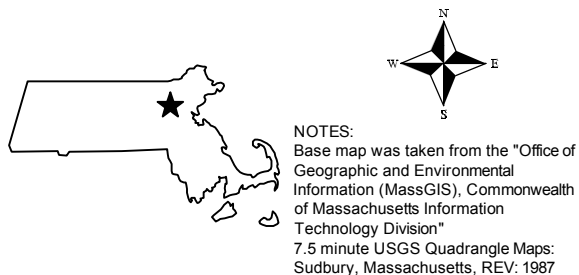 N
W E
S
NOTES:
Base map was taken from the "Office of
Geographic and Environmental
Information (MassGIS), Commonwealth
of Massachusetts Information
Technology Division"
7.5 minute USGS Quadrangle Maps:
Sudbury, Massachusetts, REV: 1987